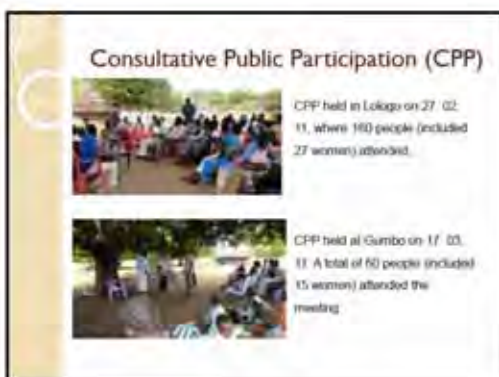 Consultative Public Participation (CPP)
CPP held in Lologo on 27 02
11, where 160 people (included
27 women) attended.
CPP held at Gumbo on 17 03,
11 A total of 60 people (included
15 women) attended the
meeting